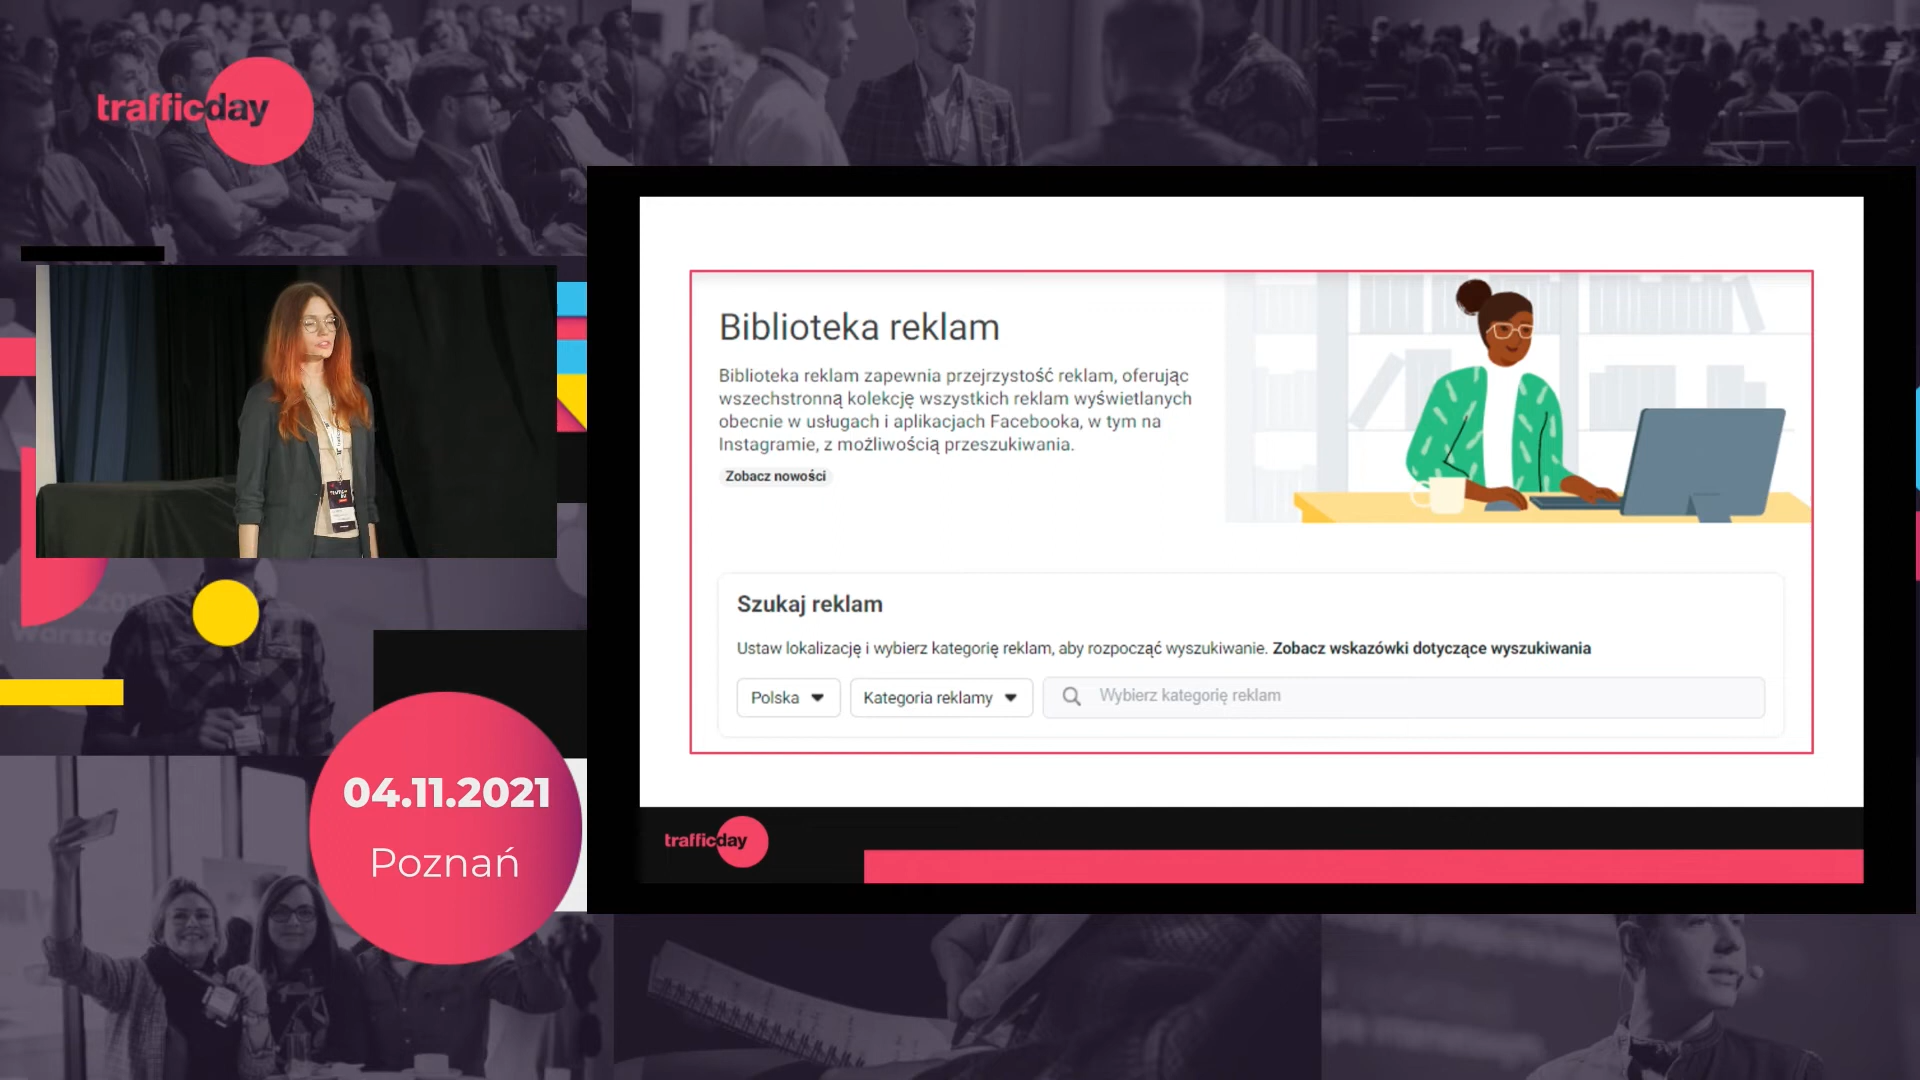 trafficday
Biblioteka reklam
Biblioteka reklam zapewnia przejrzystość reklam, oferując
wszechstronną kolekcję wszystkich reklam wyświetlanych
obecnie w usługach i aplikacjach Facebooka, w tym na
Instagramie, z możliwością przeszukiwania.
Zobacz nowości
Szukaj reklam
Ustaw lokalizację i wybierz kategorię reklam, aby rozpocząć wyszukiwanie. Zobacz wskazówki dotyczące wyszukiwania
Polska
Kategoria reklamy
Wybierz kategorię reklam
04.11.2021
Poznań
trafficday